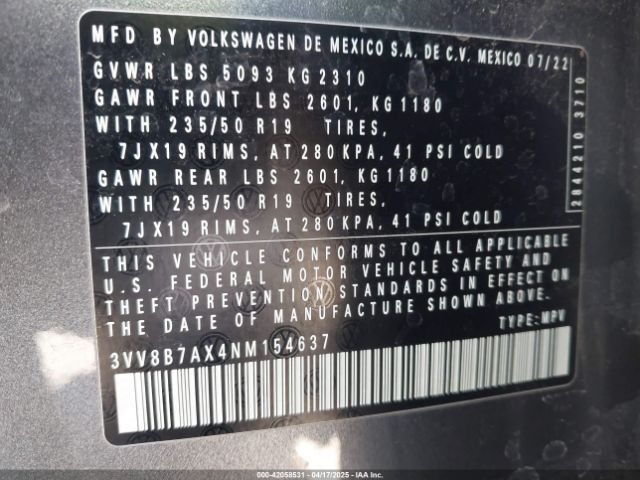 MFD BY VOLKSWAGEN DE MEXICO S.A. DE C.V. MEXICO 07/22
GVWR LBS 5093 KG 2310
GAWR FRONT LBS 2601, KG 1180
WITH 235/50 R19 TIRES,
7JX19 RIMS, AT 280 KPA, 41 PSI COLD
GAWR REAR LBS 2601, KG 1180
WITH 235/50 R19 TIRES,
7JX19 RIMS, AT 280 KPA, 41 PSI COLD
2844210 3710
THIS VEHICLE CONFORMS TO ALL APPLICABLE
U.S. FEDERAL MOTOR VEHICLE SAFETY AND
THEFT PREVENTION STANDARDS IN EFFECT ON
THE DATE OF MANUFACTURE SHOWN ABOVE.
TYPE: MPV
3VV8B7AX4NM154637
000-42058531 - 04/17/2025 - IAAI.COM